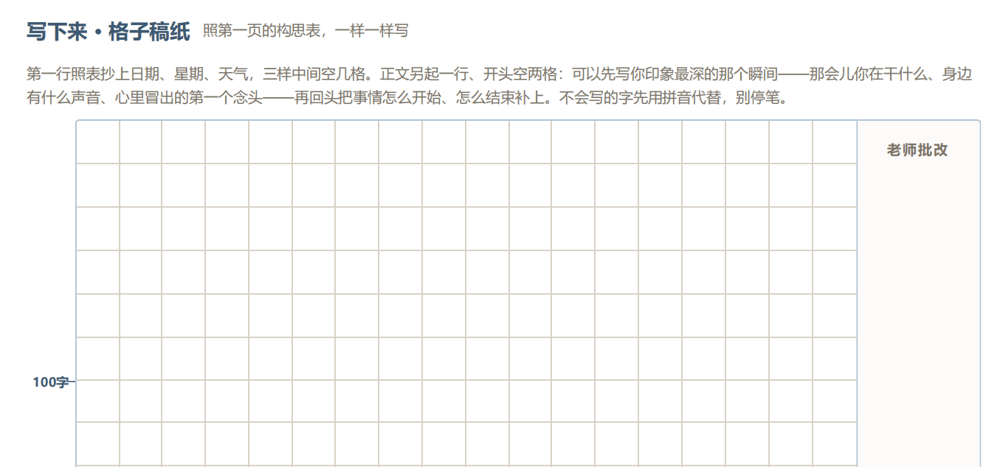 写下来·格子稿纸 照第一页的构思表，一样一样写
第一行照表抄上日期、星期、天气，三样中间空几格。正文另起一行、开头空两格：可以先写你印象最深的那个瞬间——那会儿你在干什么、身边
有什么声音、心里冒出的第一个念头——再回头把事情怎么开始、怎么结束补上。不会写的字先用拼音代替，别停笔。
老师批改
100字